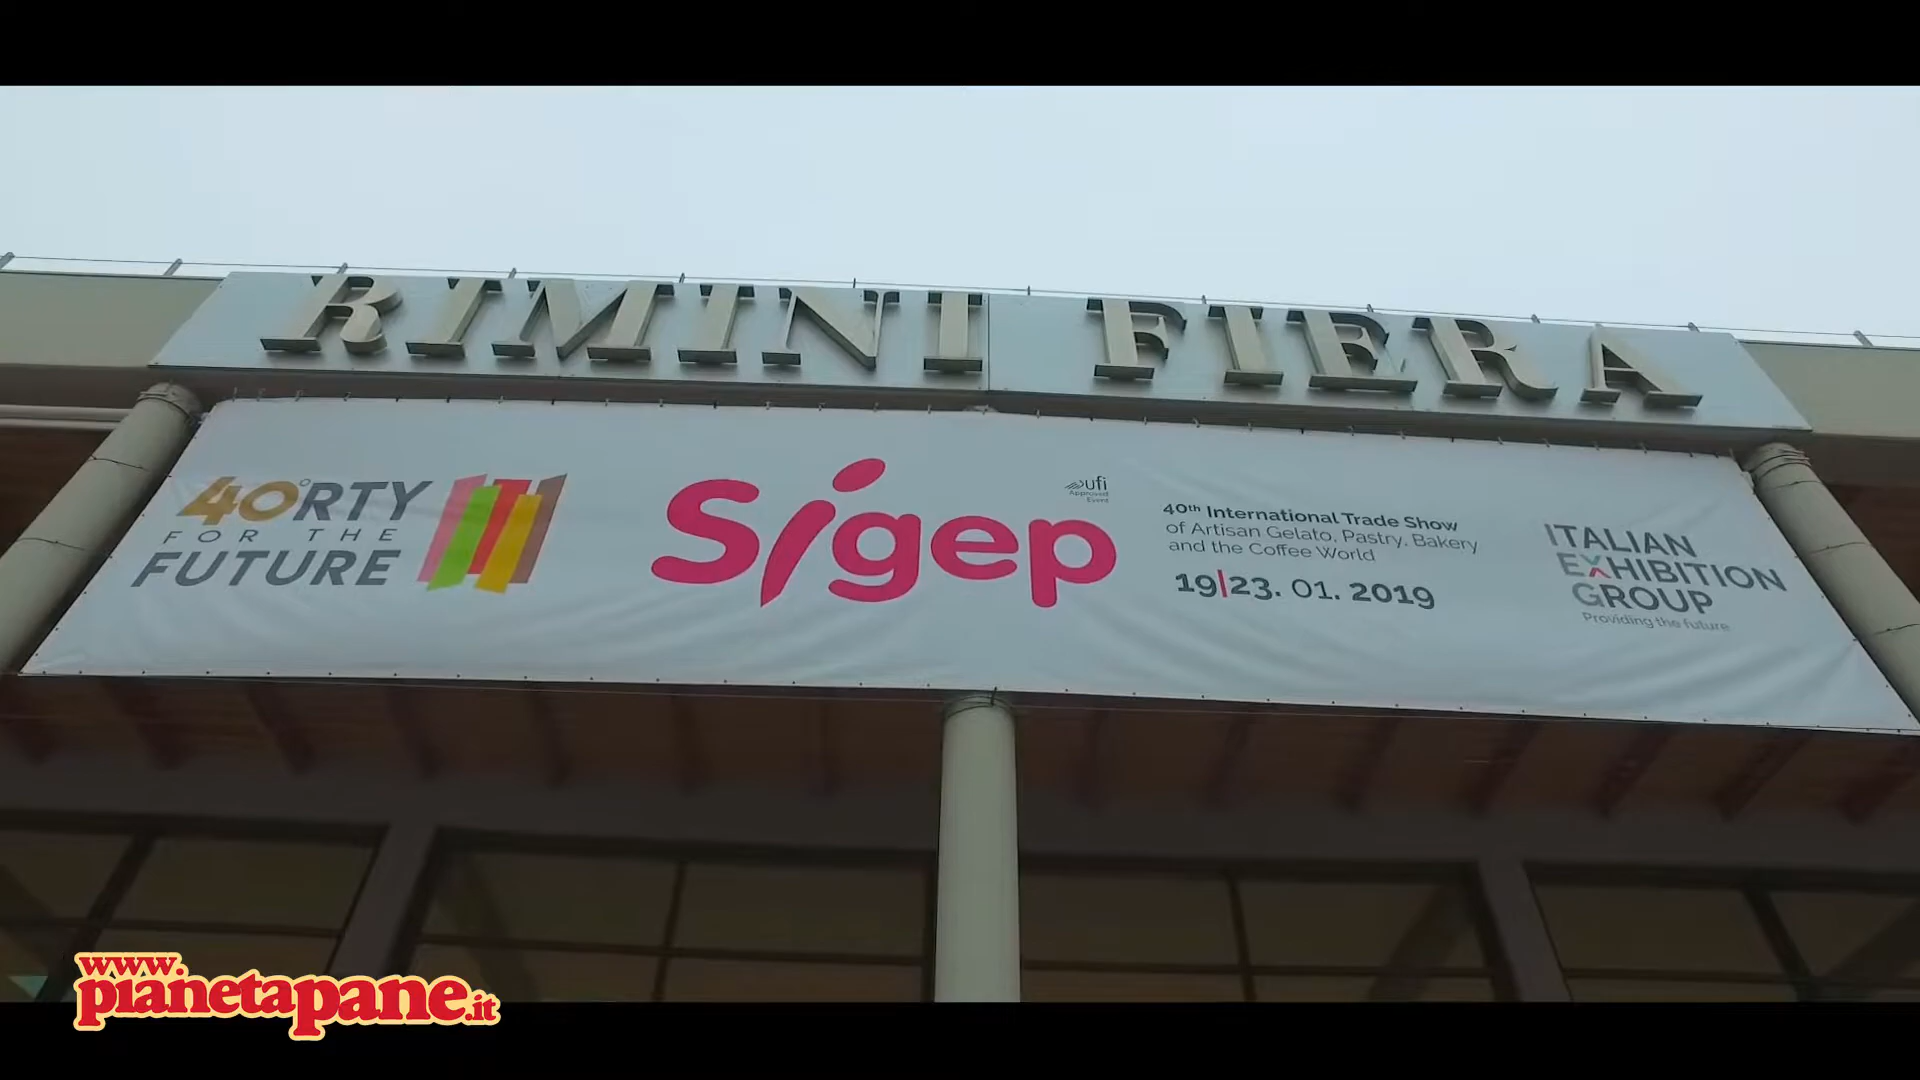 RIMINI FIERA
40°RTY
FOR THE
FUTURE
Sigep
ufi
Approved
Event
40th International Trade Show
of Artisan Gelato, Pastry, Bakery
and the Coffee World
19|23. 01. 2019
ITALIAN
EXHIBITION
GROUP
Providing the future
www.
pianetapane.it